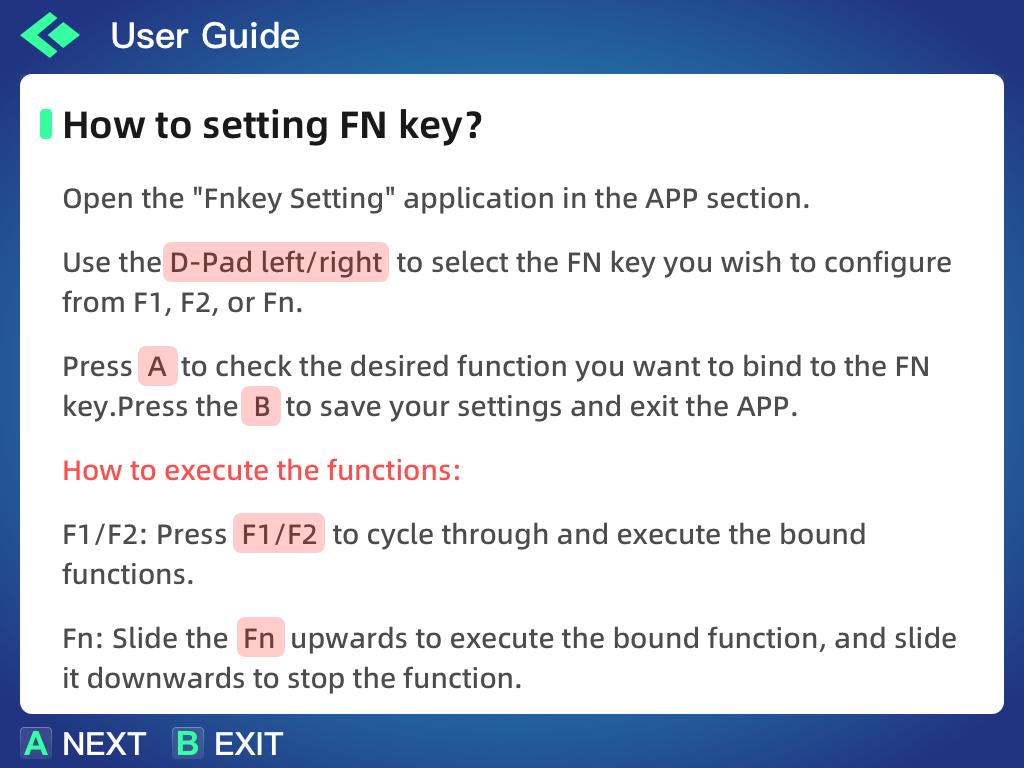 User Guide
How to setting FN key?
Open the "Fnkey Setting" application in the APP section.
Use the D-Pad left/right to select the FN key you wish to configure
from F1, F2, or Fn.
Press A to check the desired function you want to bind to the FN
key.Press the B to save your settings and exit the APP.
How to execute the functions:
F1/F2: Press F1/F2 to cycle through and execute the bound
functions.
Fn: Slide the Fn upwards to execute the bound function, and slide
it downwards to stop the function.
A NEXT B EXIT